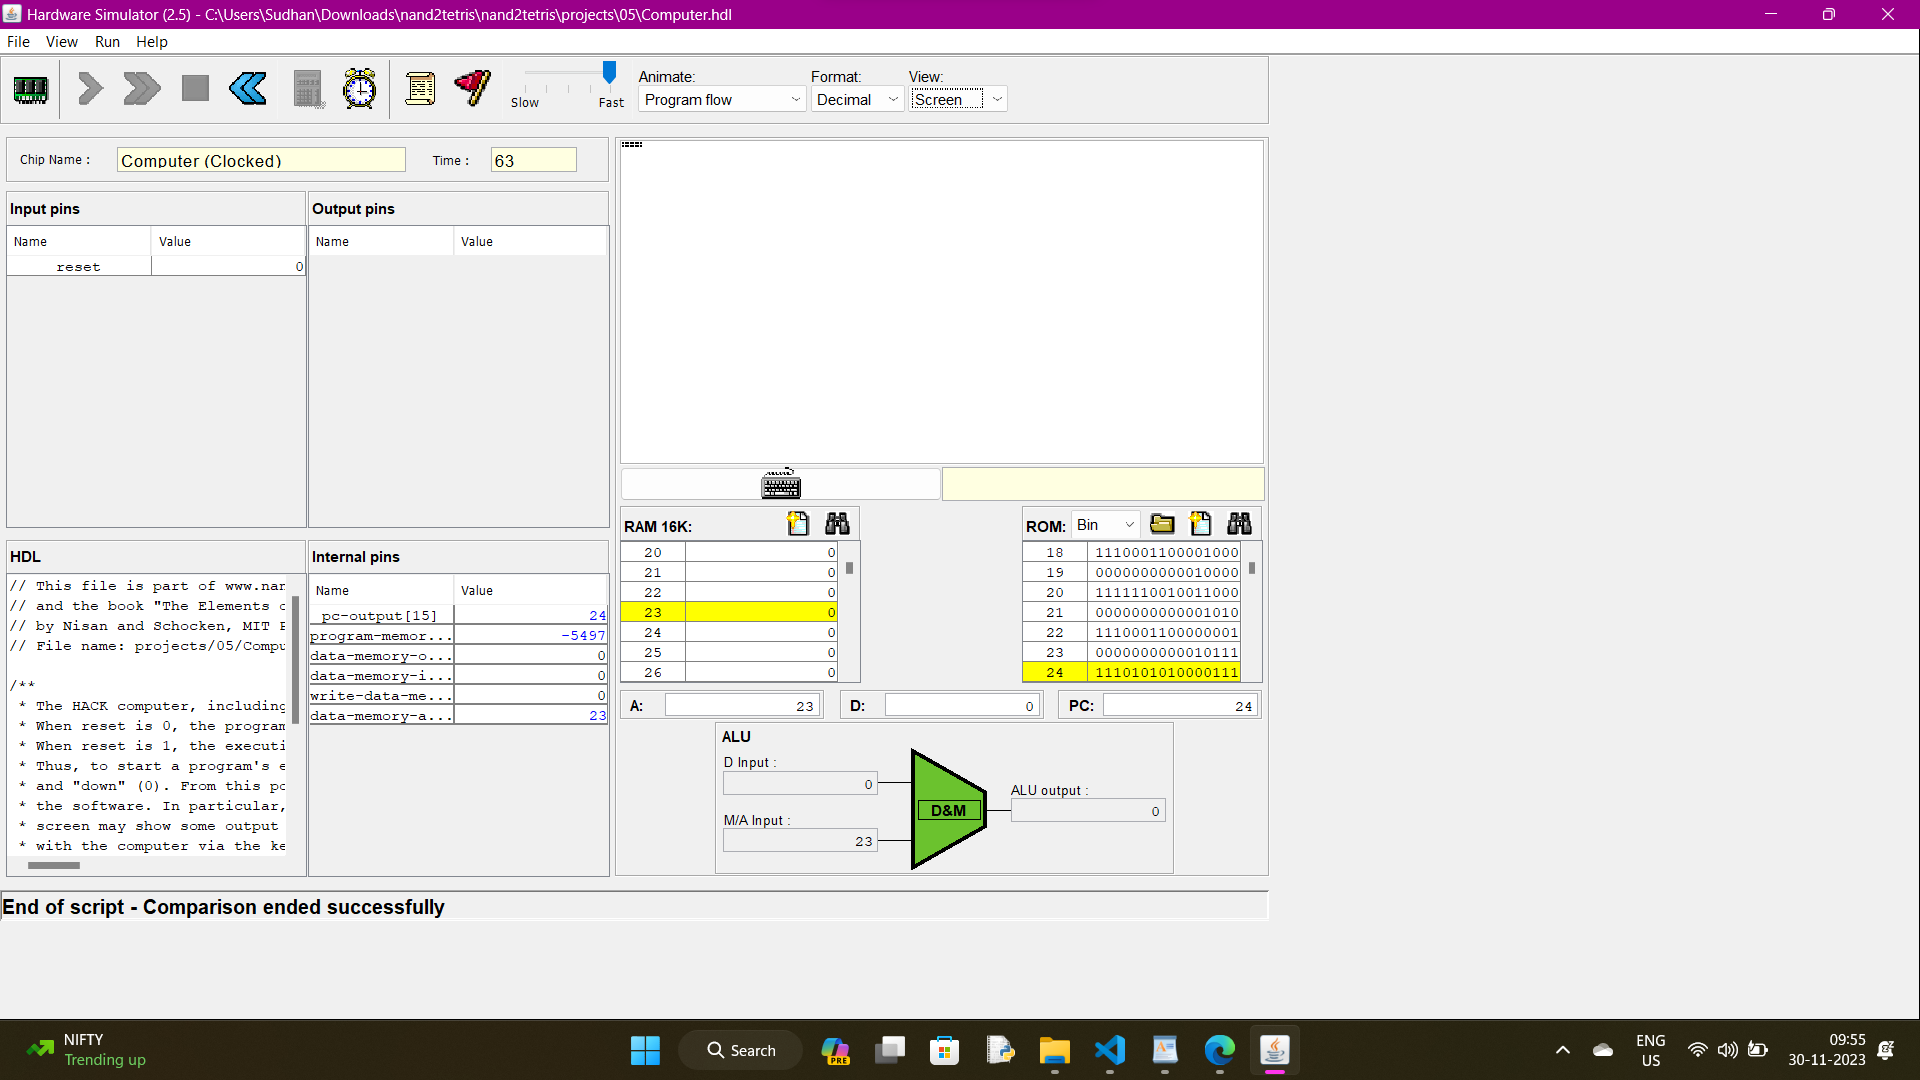 Hardware Simulator (2.5) - C:\Users\Sudhan\Downloads\nand2tetris\nand2tetris\projects\05\Computer.hdl
File View Run Help
Slow Fast
Animate: Format: View:
Program flow Decimal Screen
Chip Name : Computer (Clocked) Time : 63
Input pins
Name Value
reset 0
Output pins
Name Value
HDL
// This file is part of www.nan
// and the book "The Elements o
// by Nisan and Schocken, MIT P
// File name: projects/05/Compu
/**
* The HACK computer, including
* When reset is 0, the program
* When reset is 1, the executi
* Thus, to start a program's e
* and "down" (0). From this po
* the software. In particular,
* screen may show some output
* with the computer via the ke
Internal pins
Name Value
pc-output[15] 24
program-memor... -5497
data-memory-o... 0
data-memory-i... 0
write-data-me... 0
data-memory-a... 23
RAM 16K:
20 0
21 0
22 0
23 0
24 0
25 0
26 0
ROM: Bin
18 1110001100001000
19 0000000000010000
20 1111110010011000
21 0000000000001010
22 1110001100000001
23 0000000000010111
24 1110101010000111
A: 23 D: 0 PC: 24
ALU
D Input :
0
M/A Input :
23
D&M
ALU output :
0
End of script - Comparison ended successfully
NIFTY
Trending up
Search
PRE
ENG
US
09:55
30-11-2023